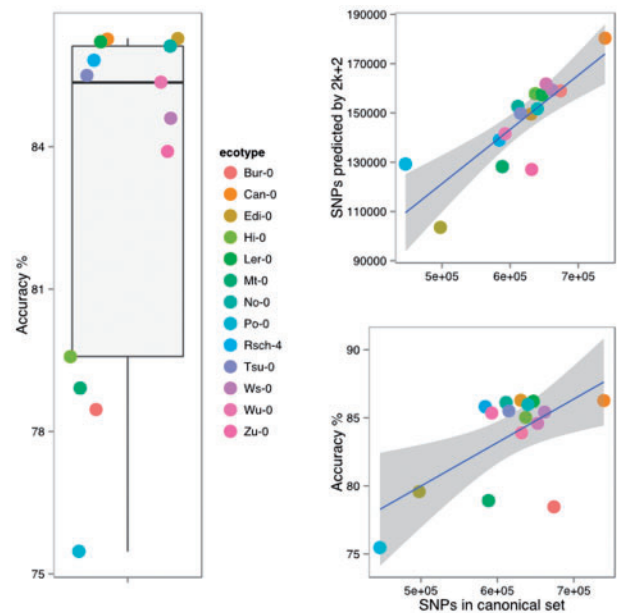 Accuracy %
84
81
78
75
ecotype
Bur-0
Can-0
Edi-0
Hi-0
Ler-0
Mt-0
No-0
Po-0
Rsch-4
Tsu-0
Ws-0
Wu-0
Zu-0
SNPs predicted by 2k+2
190000
170000
150000
130000
110000
90000
5e+05 6e+05 7e+05
Accuracy %
90
85
80
75
5e+05 6e+05 7e+05
SNPs in canonical set